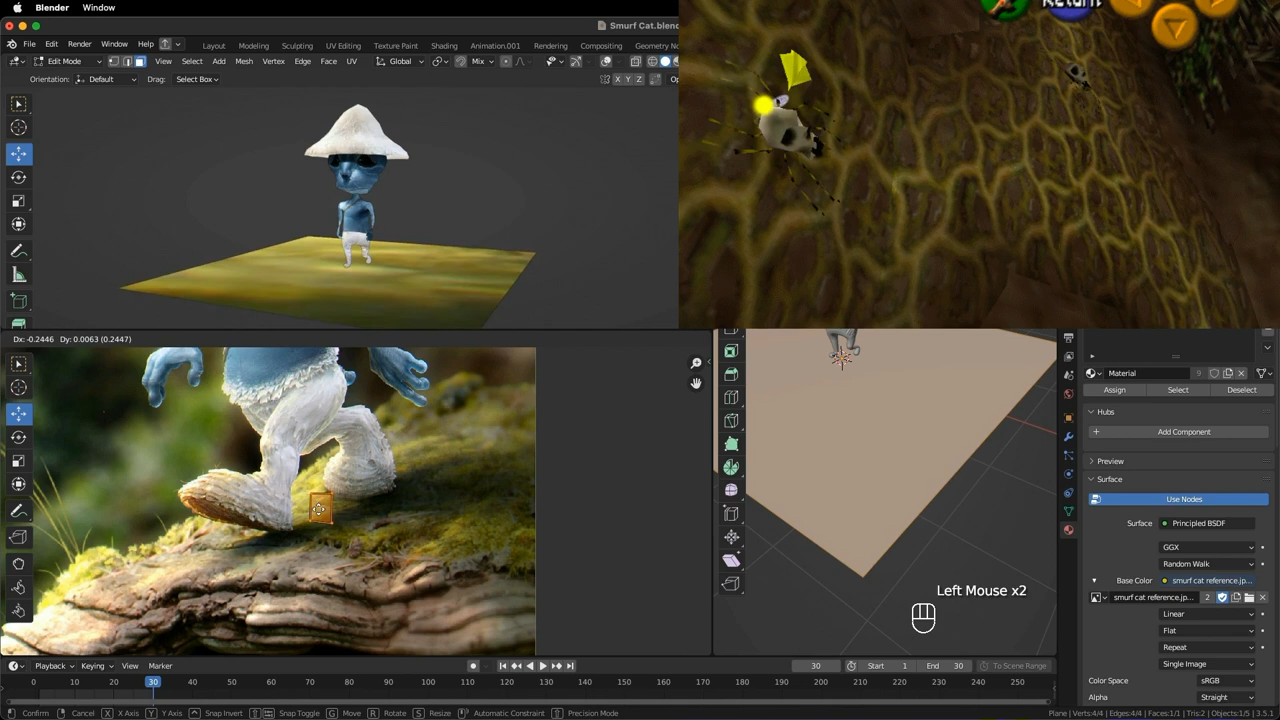 Blender Window
Smurf Cat.blend
File Edit Render Window Help Layout Modeling Sculpting UV Editing Texture Paint Shading Animation.001 Rendering Compositing Geometry No
Edit Mode View Select Add Mesh Vertex Edge Face UV Global Mix
Orientation: Default Drag: Select Box X Y Z Op
Return
Dx: -0.2446 Dy: 0.0063 (0.2447)
Material 9
Assign Select Deselect
Hubs
Add Component
Preview
Surface
Use Nodes
Surface Principled BSDF
GGX
Random Walk
Base Color smurf cat reference.jp...
smurf cat reference.jp... 2
Linear
Flat
Repeat
Single Image
Color Space sRGB
Alpha Straight
Left Mouse x2
Playback Keying View Marker 30 Start 1 End 30 To Scene Range
0 10 20 30 40 50 60 70 80 90 100 110 120 130 140 150 160 170 180 190 200 210 220 230 240 250
Confirm Cancel X X Axis Y Y Axis Snap Invert Snap Toggle G Move R Rotate S Resize Automatic Constraint Precision Mode Plane | Verts:4/4 | Edges:4/4 | Faces:1/1 | Tris:2 | Objects:1/5 | 3.5.1